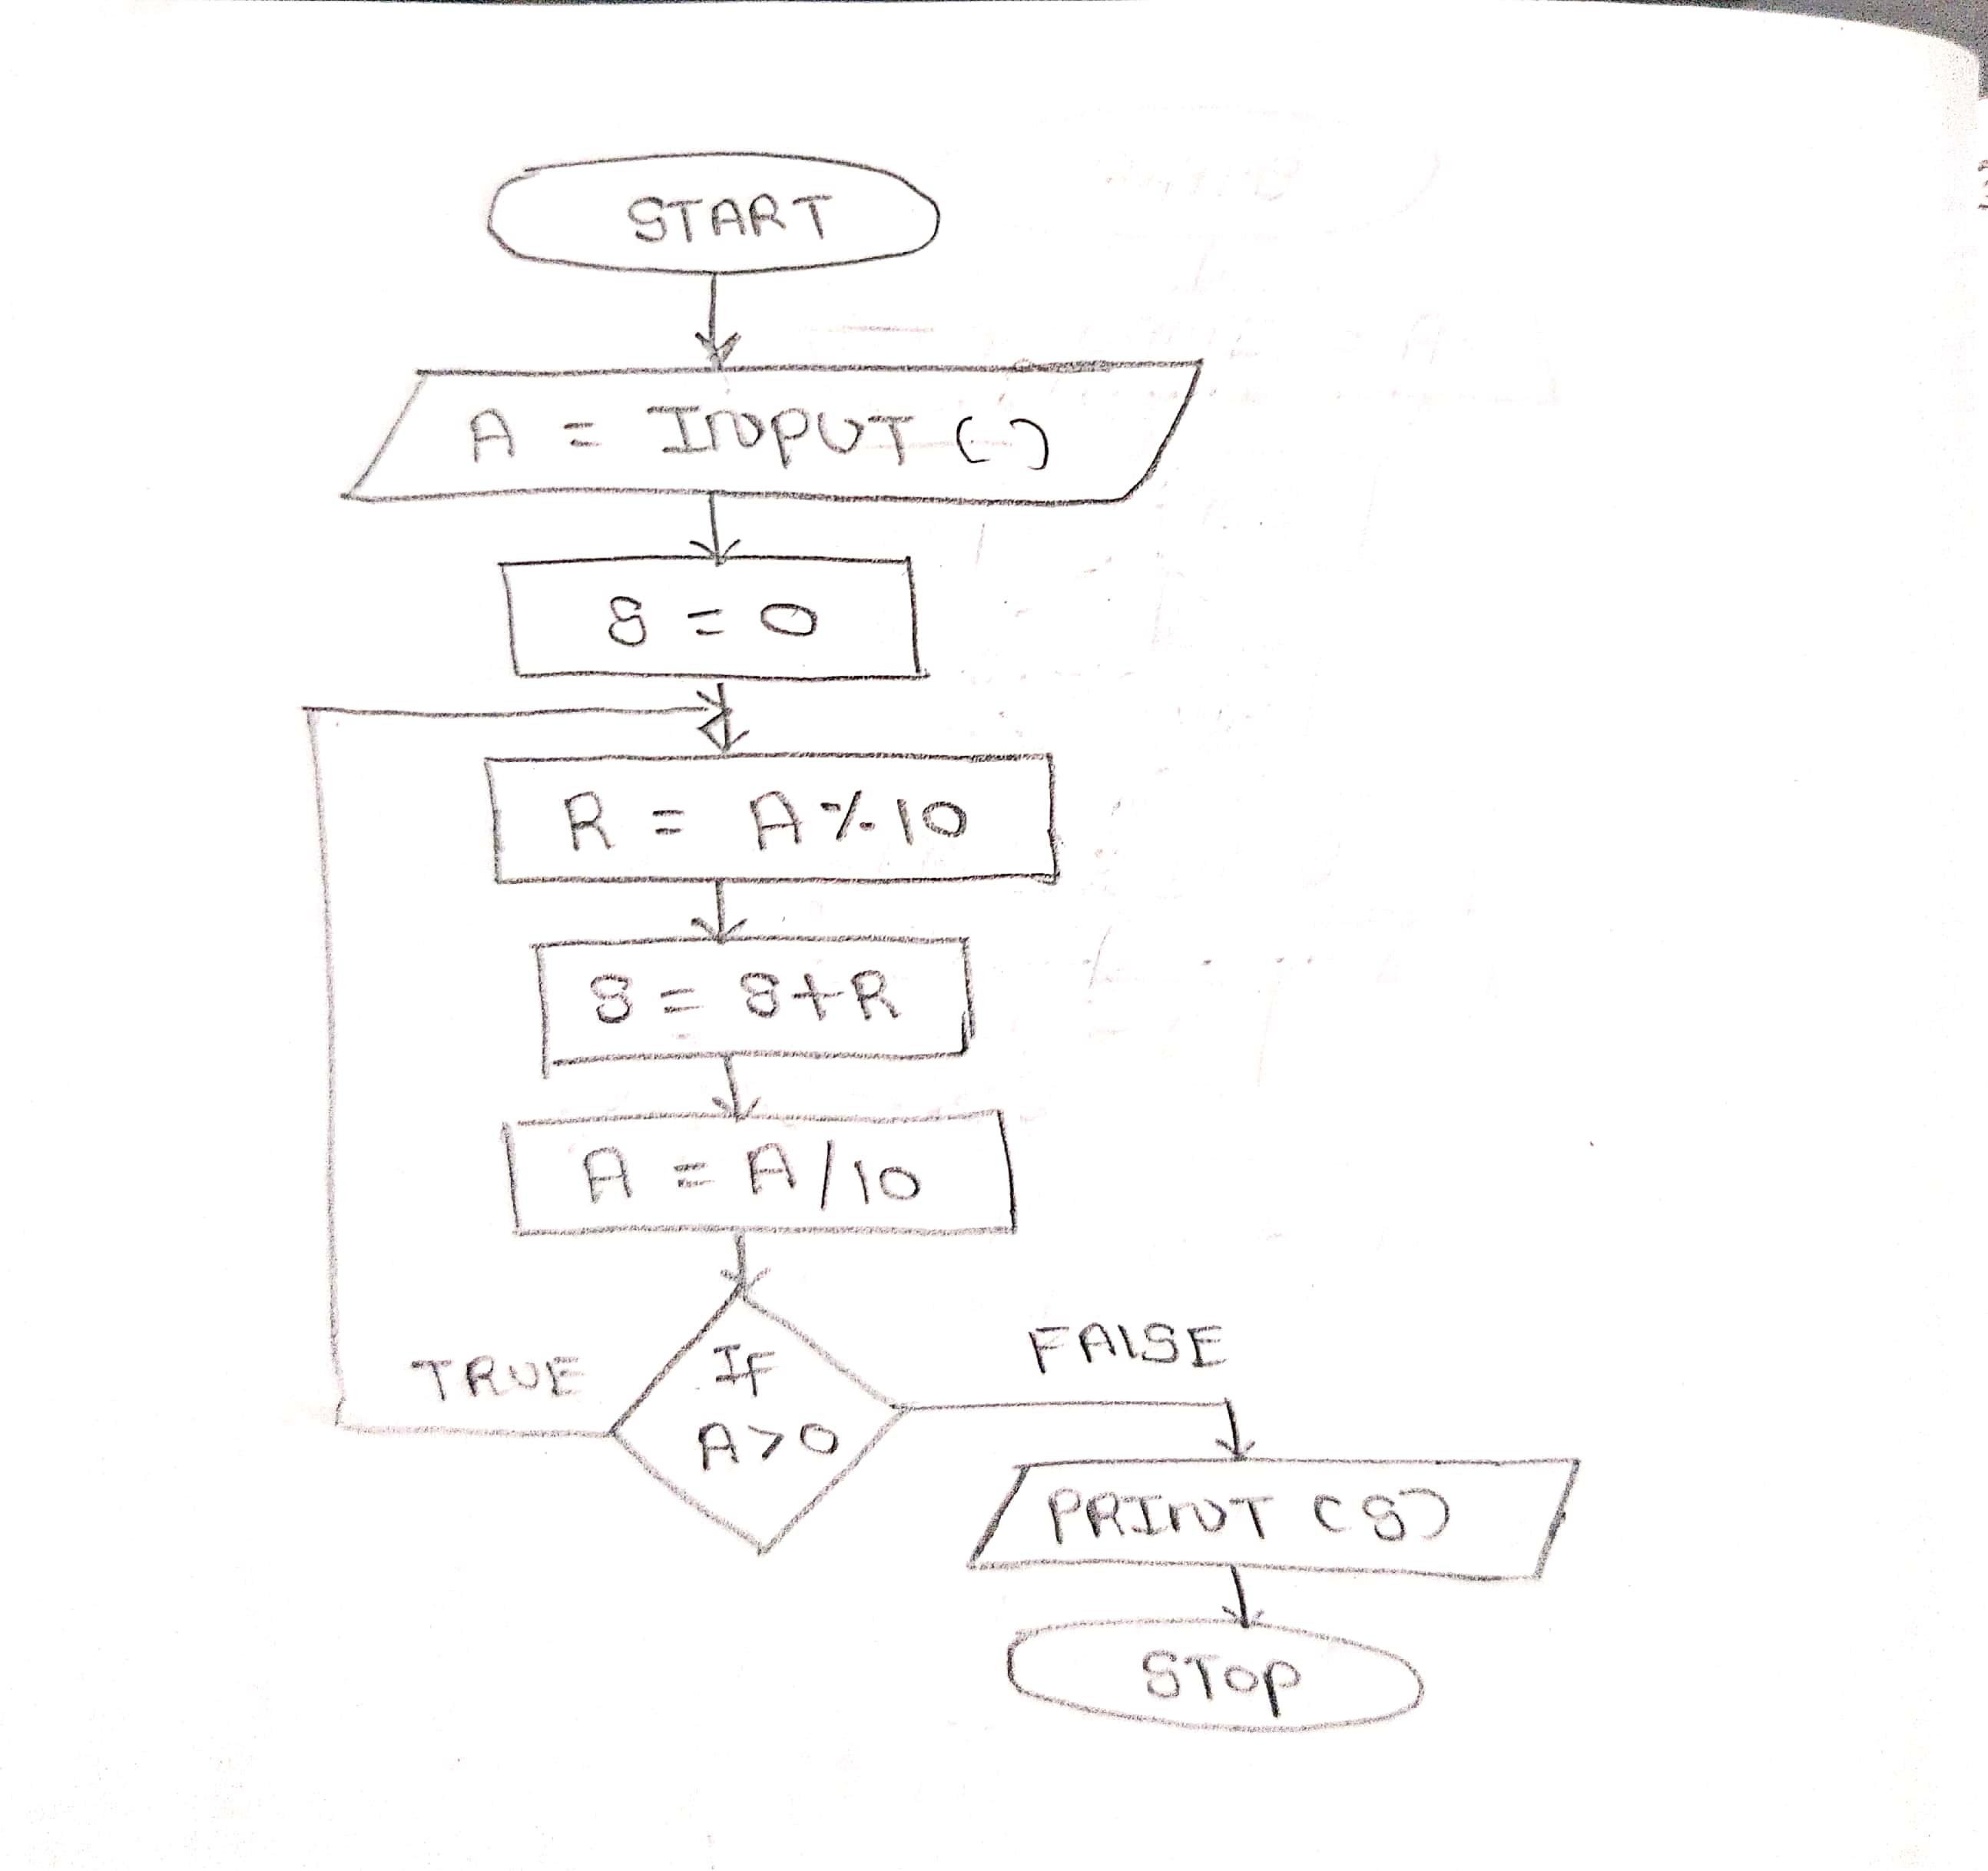 START
A = INPUT ()
S = 0
R = A%10
S = S+R
A = A/10
If
A>0
TRUE
FALSE
PRINT (S)
STOP